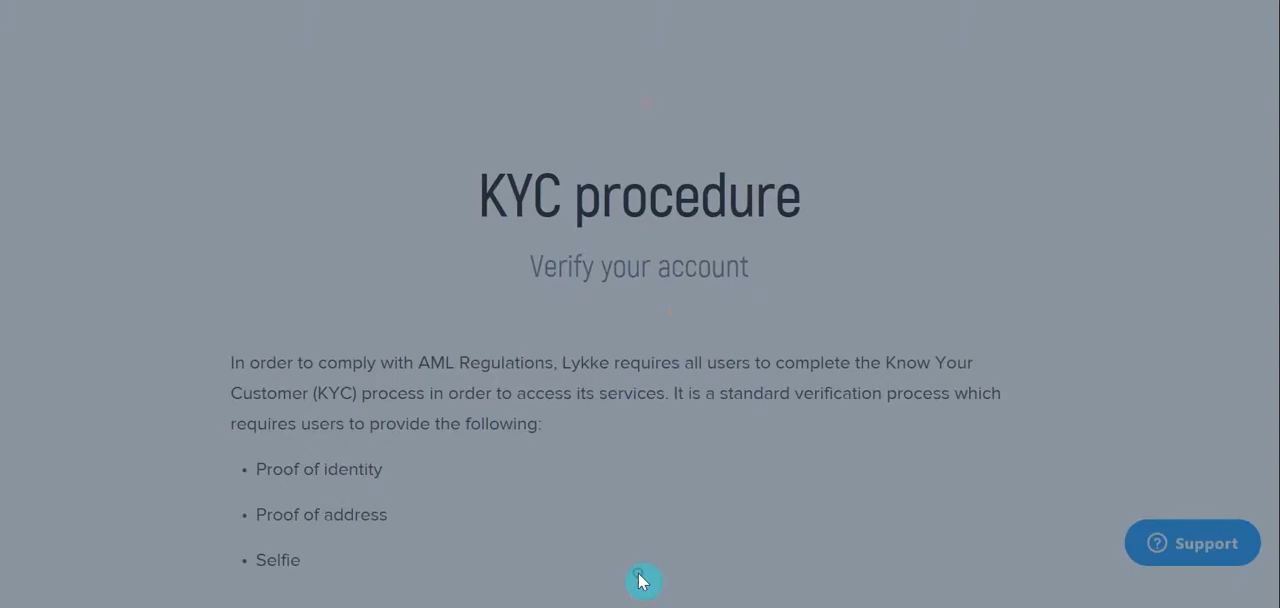 KYC procedure
Verify your account
In order to comply with AML Regulations, Lykke requires all users to complete the Know Your
Customer (KYC) process in order to access its services. It is a standard verification process which
requires users to provide the following:
• Proof of identity
• Proof of address
• Selfie
? Support